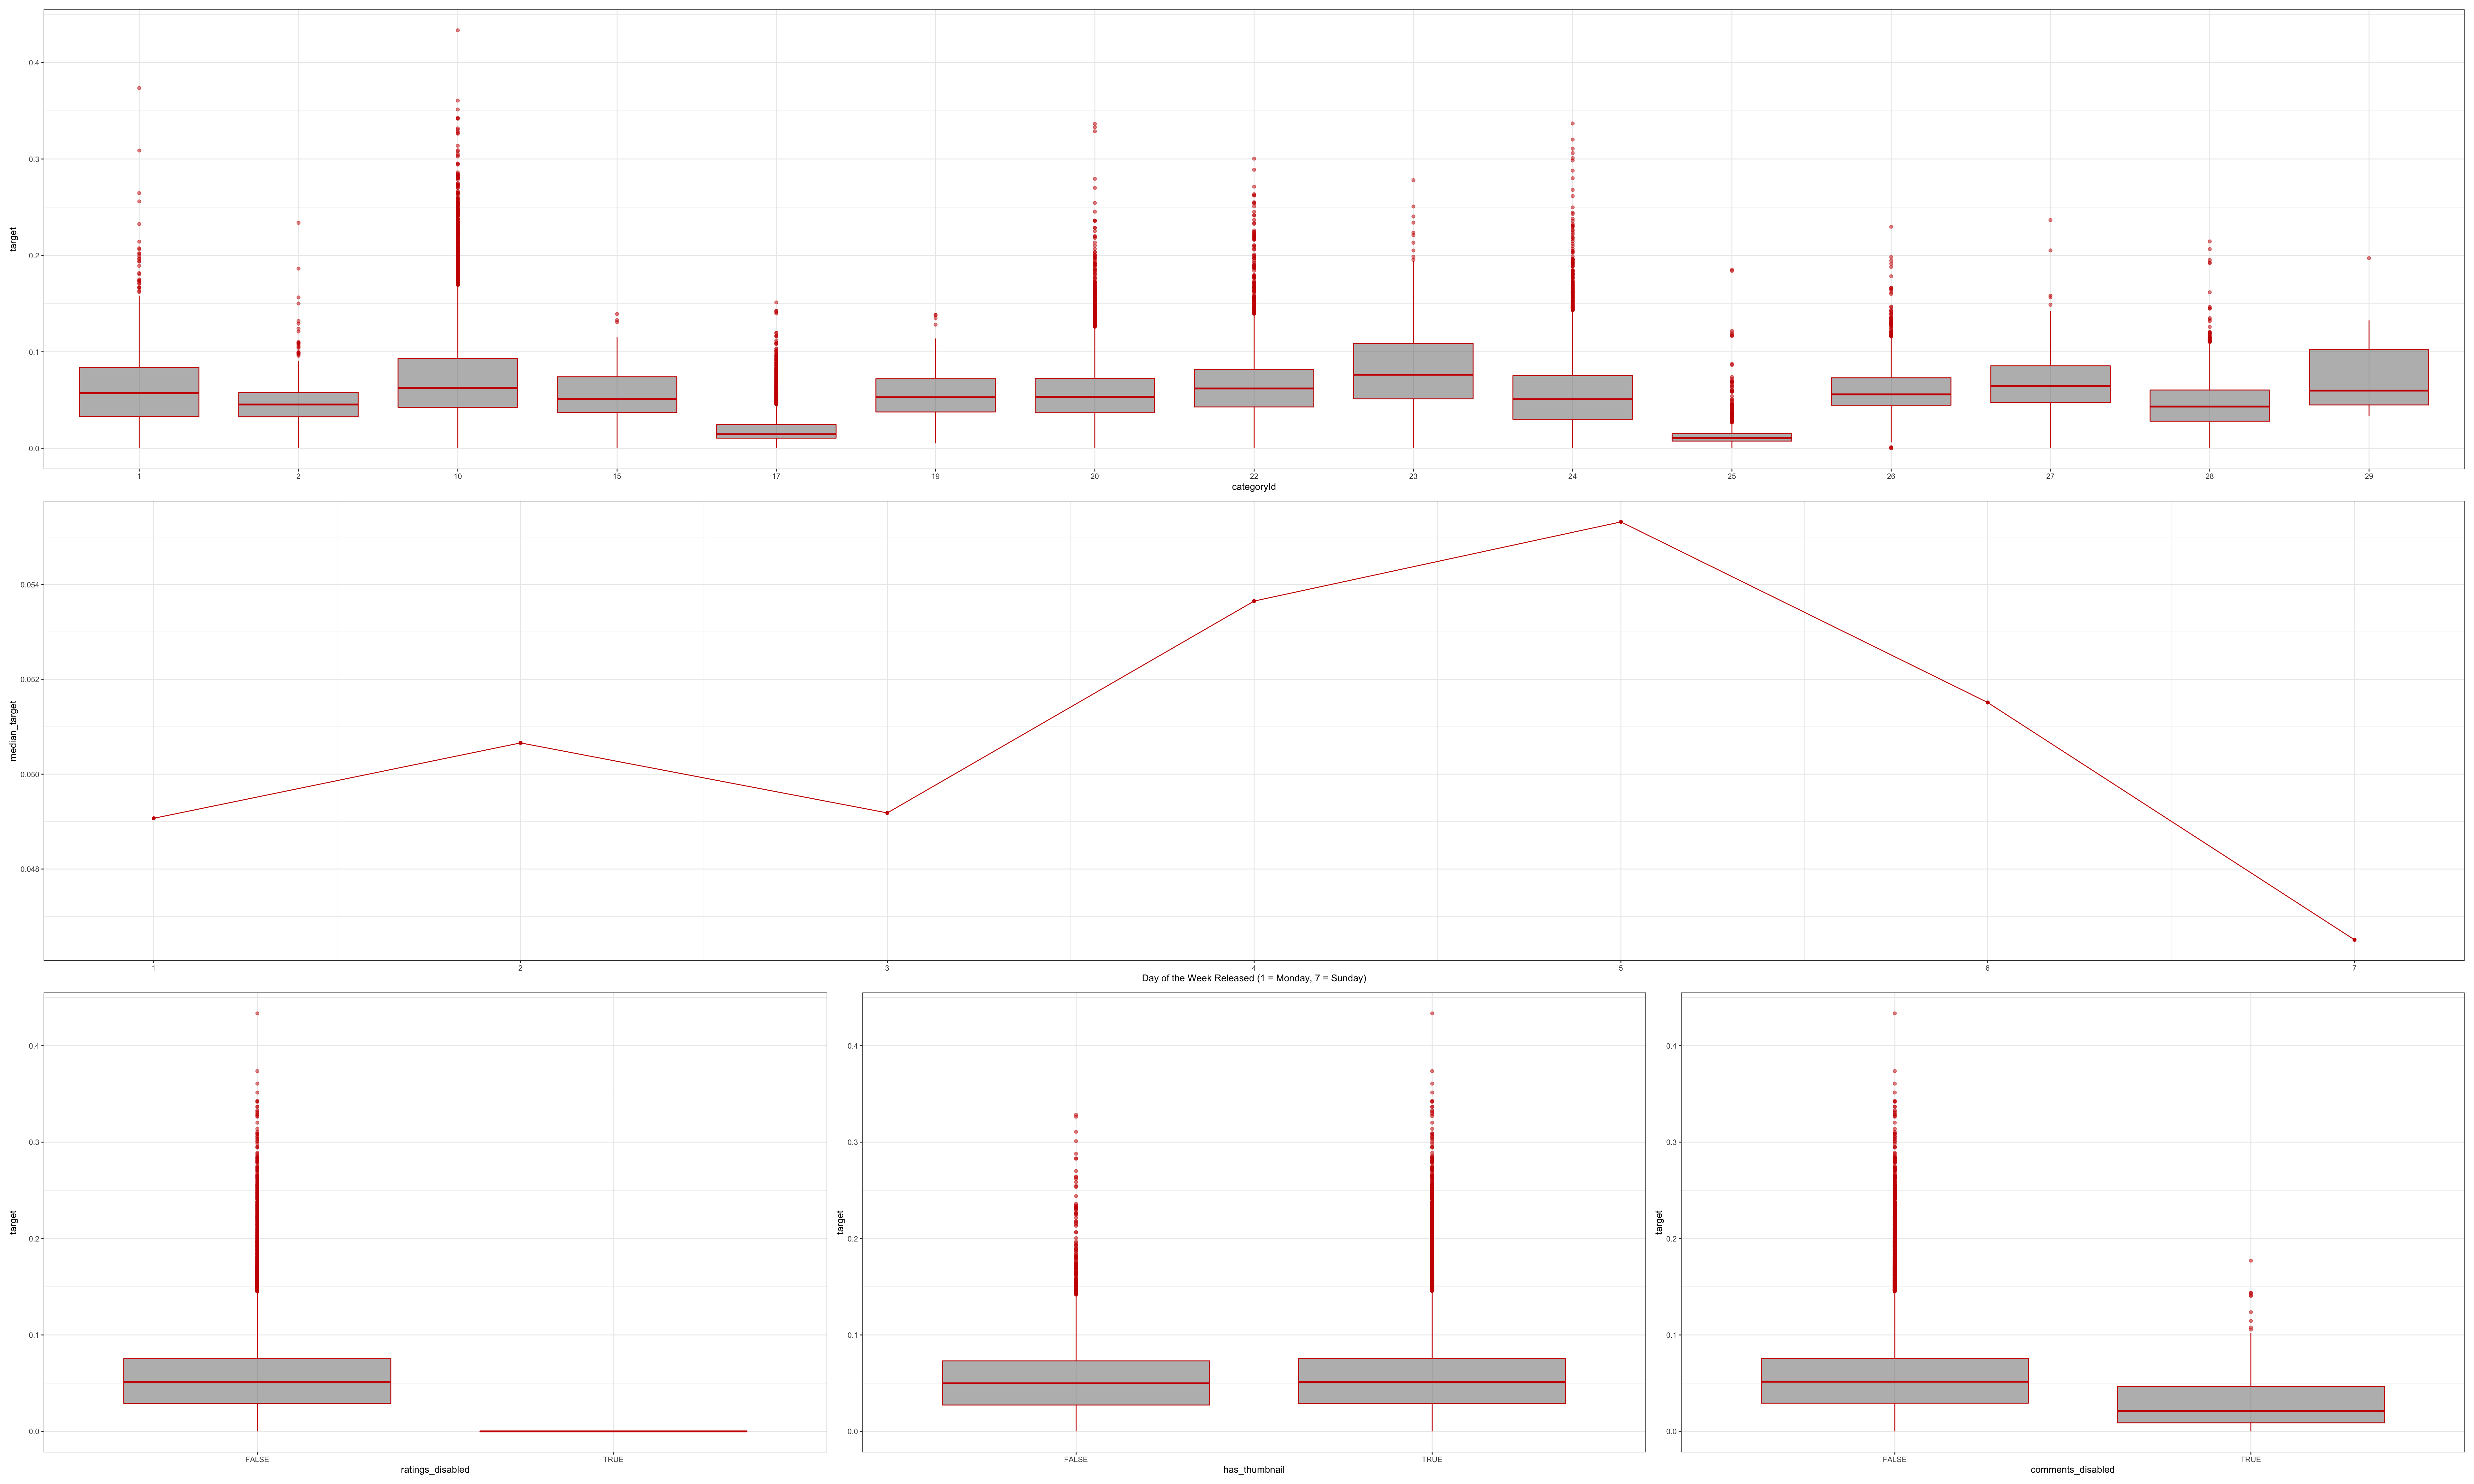 0.4
0.3
target
0.2
0.1
0.0
1 2 10 15 17 19 20 22 23 24 25 26 27 28 29
categoryId
0.054
0.052
median_target
0.050
0.048
1 2 3 4 5 6 7
Day of the Week Released (1 = Monday, 7 = Sunday)
0.4
0.3
target
0.2
0.1
0.0
FALSE TRUE
ratings_disabled
0.4
0.3
target
0.2
0.1
0.0
FALSE TRUE
has_thumbnail
0.4
0.3
target
0.2
0.1
0.0
FALSE TRUE
comments_disabled